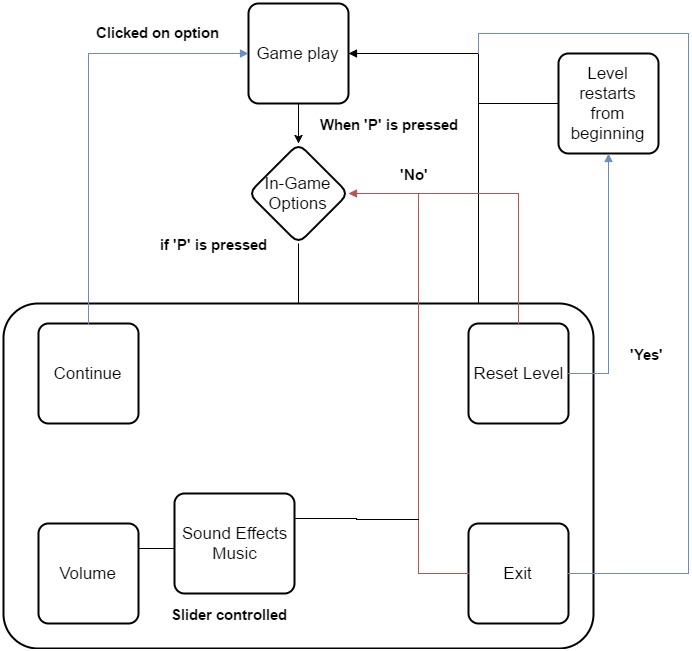 Clicked on option
Game play
Level
restarts
from
beginning
When 'P' is pressed
'No'
In-Game
Options
if 'P' is pressed
'Yes'
Continue
Reset Level
Sound Effects
Music
Volume
Exit
Slider controlled